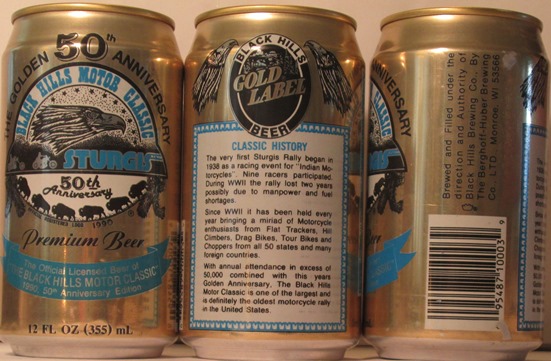 THE GOLDEN 50th ANNIVERSARY
BLACK HILLS MOTOR CLASSIC
STURGIS
50th
Anniversary
1990
Premium Beer
The Official Licensed Beer of
"THE BLACK HILLS MOTOR CLASSIC"
1990 50th Anniversary Edition
12 FL OZ (355) mL
BLACK HILLS
GOLD
LABEL
BEER
CLASSIC HISTORY
The very first Sturgis Rally began in
1938 as a racing event for "Indian Mo-
torcycles". Nine racers participated.
During WWII the rally lost two years
possibly due to manpower and fuel
shortages.
Since WWII it has been held every
year bringing a miriad of Motorcycle
enthusiasts from Flat Trackers, Hill
Climbers, Drag Bikes, Tour Bikes and
Choppers from all 50 states and many
foreign countries.
With annual attendance in excess of
50,000 combined with this years
Golden Anniversary, The Black Hills
Motor Classic is one of the largest and
is definitely the oldest motorcycle rally
in the United States.
ANNIVERSARY
Brewed and Filled under the
direction and Authority of
Black Hills Brewing Co. By
The Berghoff-Huber Brewing
Co. LTD Monroe, WI 53566
95487 10003 9